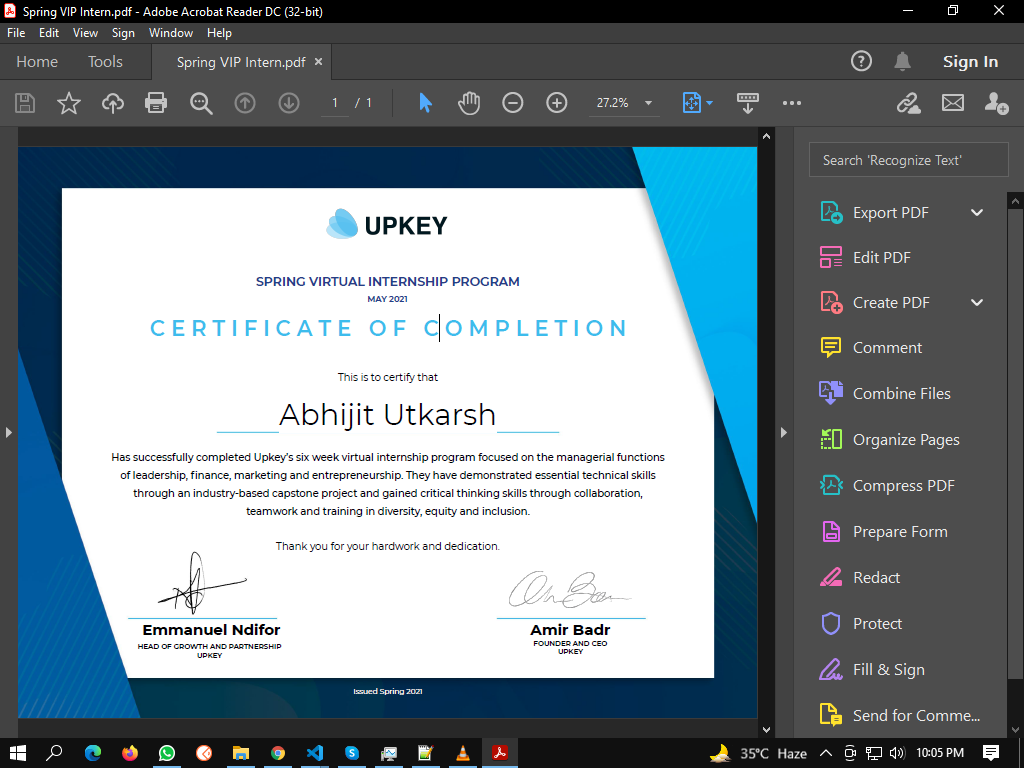 Spring VIP Intern.pdf - Adobe Acrobat Reader DC (32-bit)
File Edit View Sign Window Help
Home Tools Spring VIP Intern.pdf × ? Sign In
1 / 1 27.2%
Search 'Recognize Text'
Export PDF
Edit PDF
Create PDF
Comment
Combine Files
Organize Pages
Compress PDF
Prepare Form
Redact
Protect
Fill & Sign
Send for Comme...
UPKEY
SPRING VIRTUAL INTERNSHIP PROGRAM
MAY 2021
CERTIFICATE OF COMPLETION
This is to certify that
Abhijit Utkarsh
Has successfully completed Upkey's six week virtual internship program focused on the managerial functions
of leadership, finance, marketing and entrepreneurship. They have demonstrated essential technical skills
through an industry-based capstone project and gained critical thinking skills through collaboration,
teamwork and training in diversity, equity and inclusion.
Thank you for your hardwork and dedication.
Emmanuel Ndifor
HEAD OF GROWTH AND PARTNERSHIP
UPKEY
Amir Badr
FOUNDER AND CEO
UPKEY
Issued Spring 2021
35°C Haze 10:05 PM